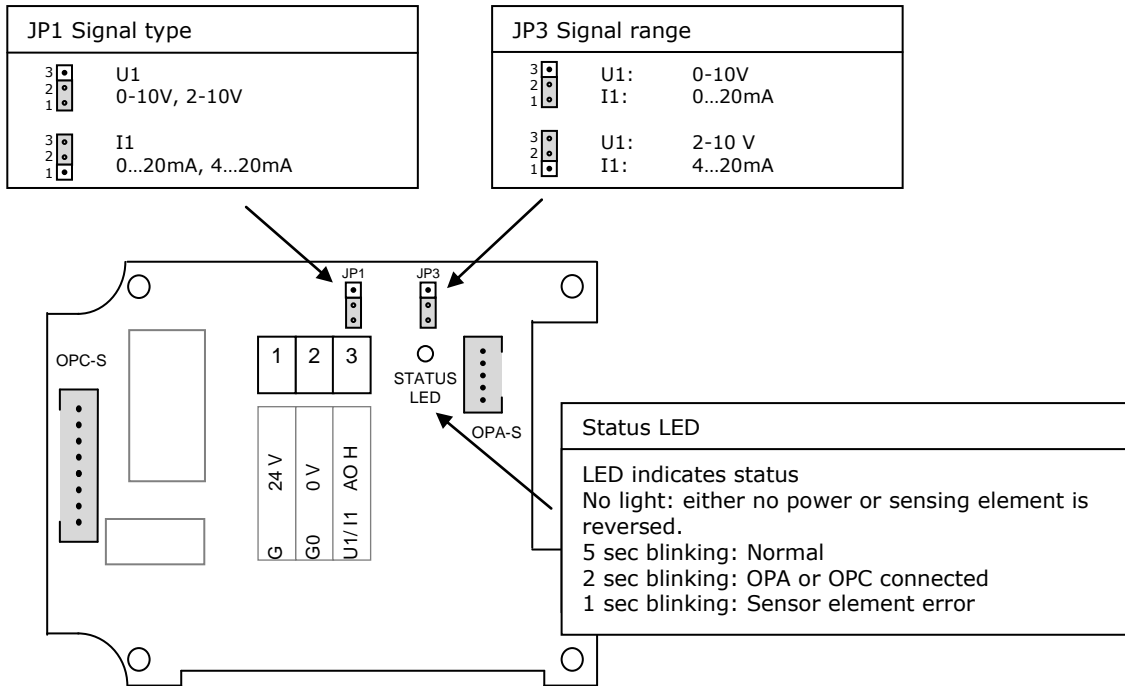 JP1 Signal type
3
2
1
U1
0-10V, 2-10V
3
2
1
I1
0...20mA, 4...20mA
JP3 Signal range
3
2
1
U1: 0-10V
I1: 0...20mA
3
2
1
U1: 2-10 V
I1: 4...20mA
JP1
JP3
OPC-S
1 2 3
STATUS
LED
OPA-S
G 24 V
G0 0 V
U1/ I1 AO H
Status LED
LED indicates status
No light: either no power or sensing element is
reversed.
5 sec blinking: Normal
2 sec blinking: OPA or OPC connected
1 sec blinking: Sensor element error